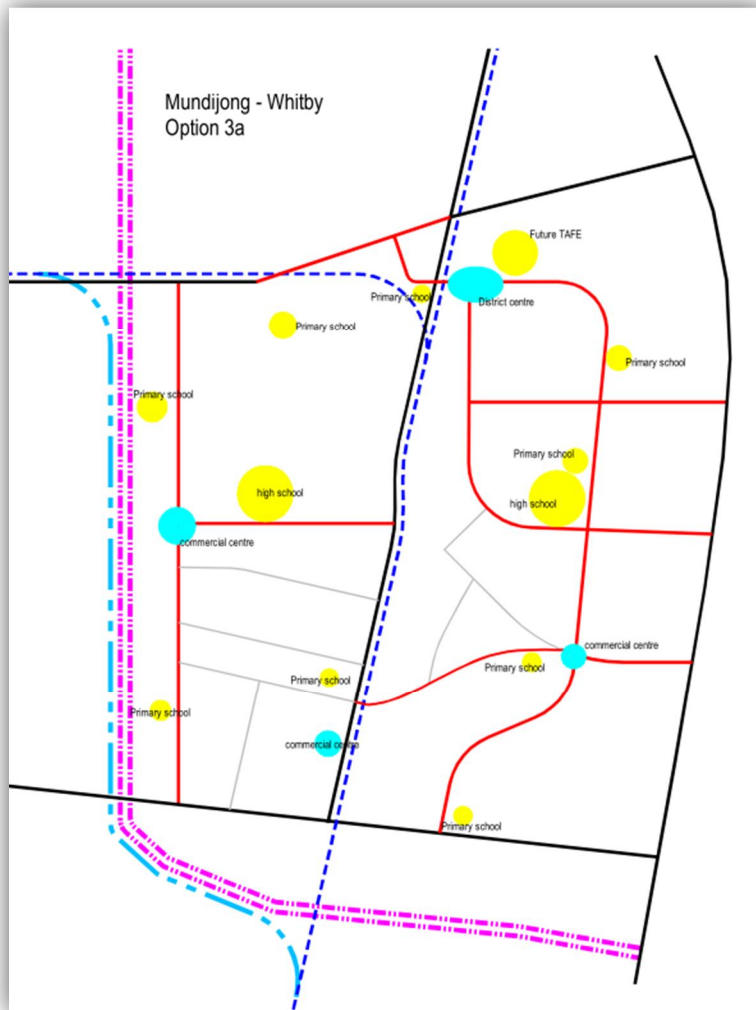 Mundijong - Whitby
Option 3a
Future TAFE
Primary school
District centre
Primary school
Primary school
Primary school
Primary school
high school
high school
commercial centre
commercial centre
Primary school
Primary school
Primary school
commercial centre
Primary school